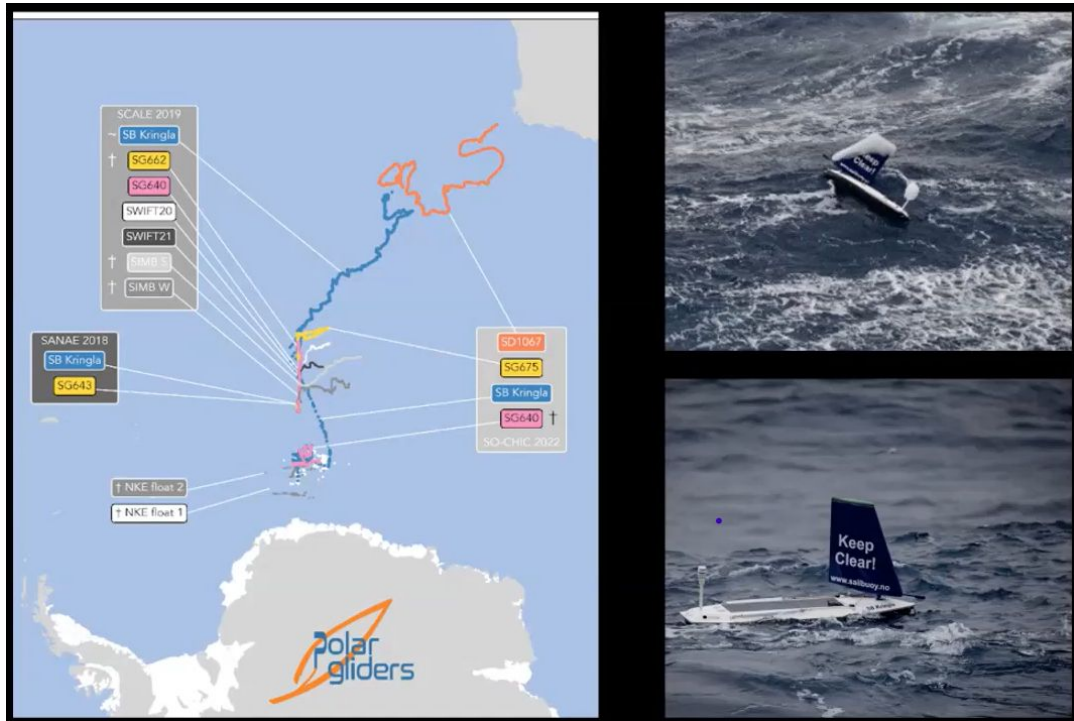 SCALE 2019
~ SB Kringla
† SG662
SG640
SWIFT20
SWIFT21
† SIMB S
† SIMB W
SANAE 2018
SB Kringla
SG643
SD1067
SG675
SB Kringla
SG640 †
SO-CHIC 2022
† NKE float 2
† NKE float 1
Polar
gliders
Keep
Clear!
Keep
Clear!
www.sailbuoy.no
SB Kringla